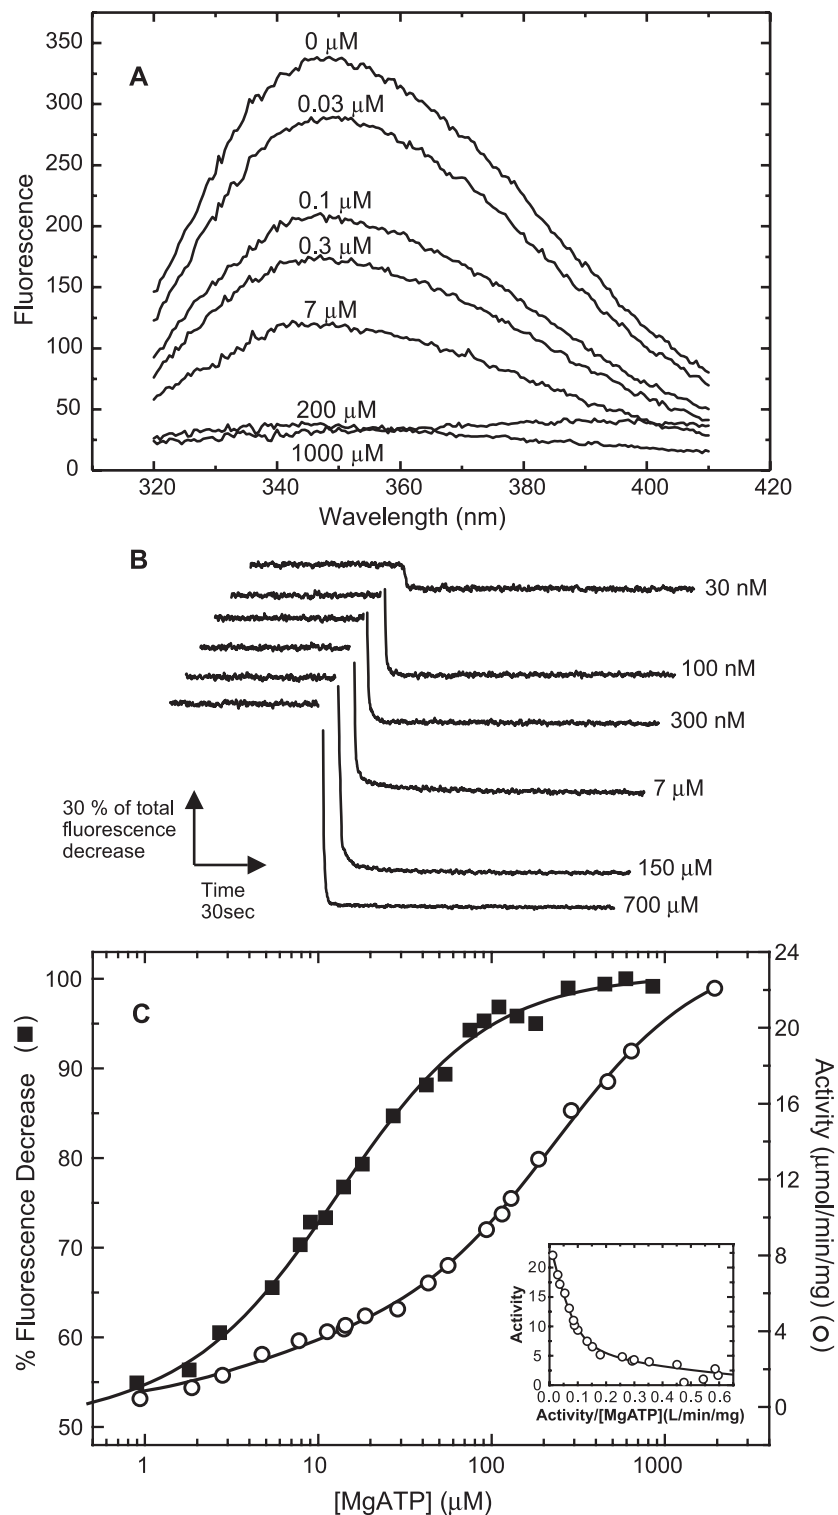 A
0 μM
0.03 μM
0.1 μM
0.3 μM
7 μM
200 μM
1000 μM
350
300
250
200
150
100
50
0
Fluorescence
320 340 360 380 400 420
Wavelength (nm)
B
30 nM
100 nM
300 nM
7 μM
150 μM
700 μM
30 % of total
fluorescence
decrease
Time
30sec
C
100
90
80
70
60
50
% Fluorescence Decrease (■)
24
20
16
12
8
4
0
Activity (μmol/min/mg) (○)
20
15
10
5
0
Activity
0.0 0.1 0.2 0.3 0.4 0.5 0.6
Activity/[MgATP](L/min/mg)
1 10 100 1000
[MgATP] (μM)